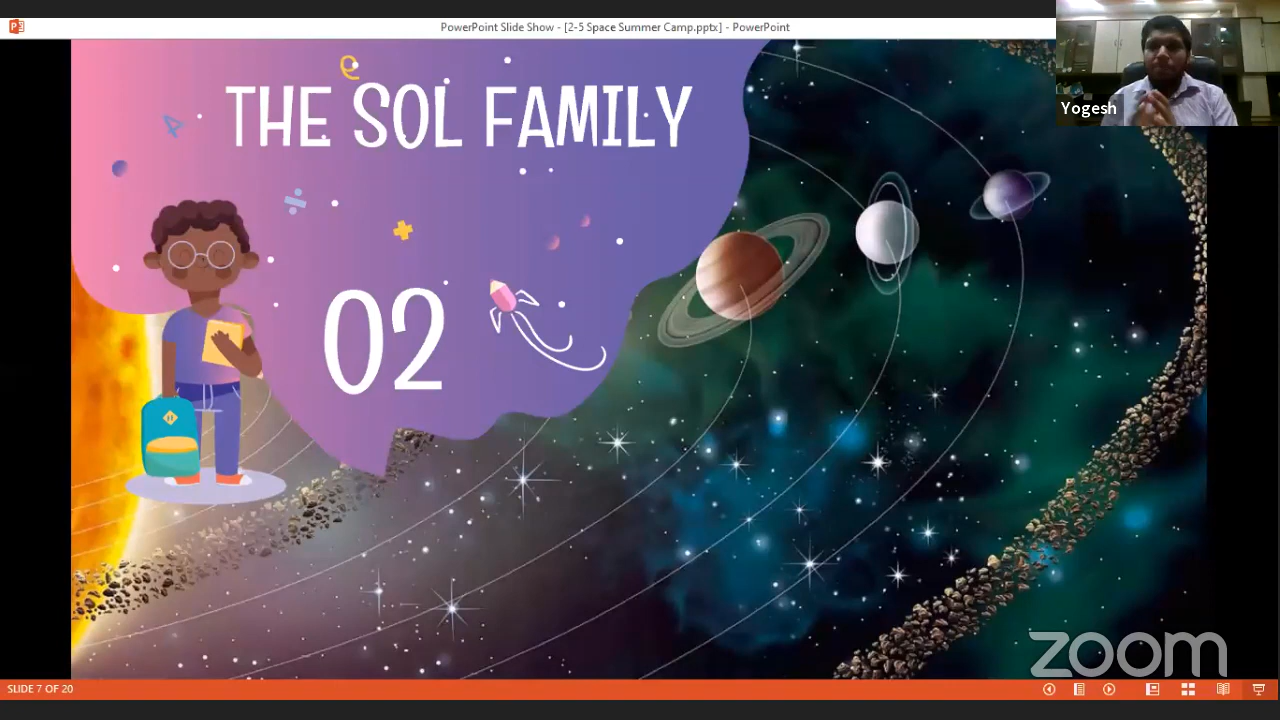 PowerPoint Slide Show - [2-5 Space Summer Camp.pptx] - PowerPoint
THE SOL FAMILY
Yogesh
02
zoom
SLIDE 7 OF 20